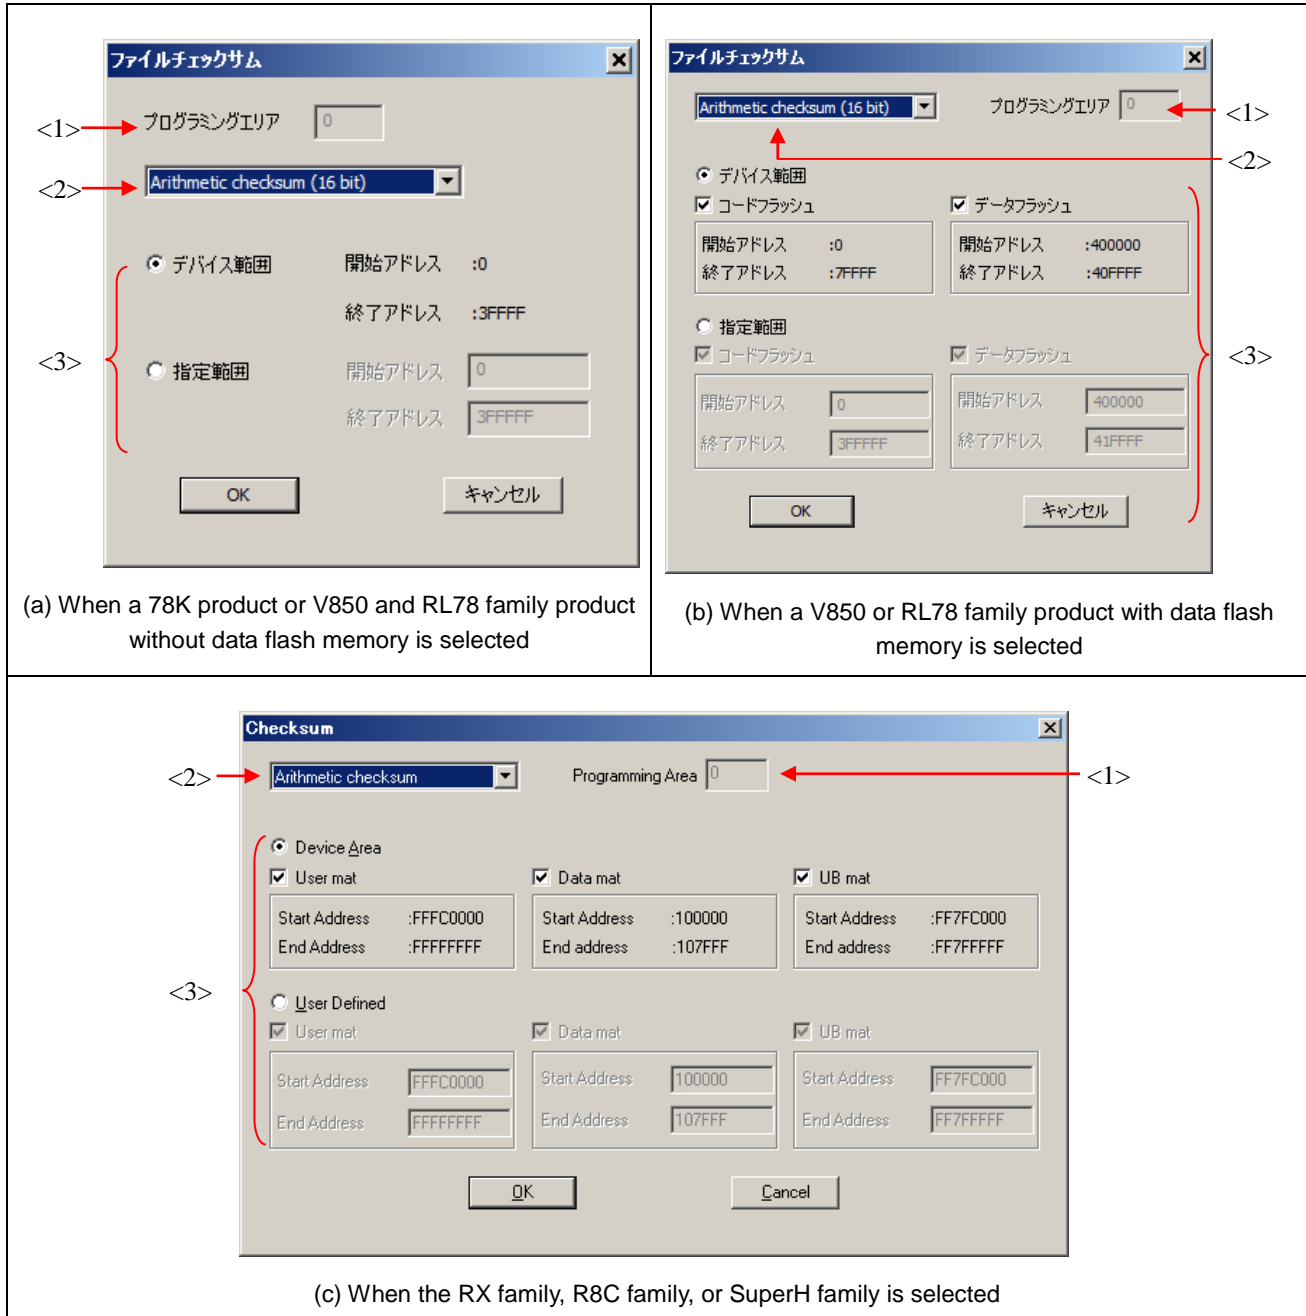 ファイルチェックサム
<1>
プログラミングエリア 0
<2>
Arithmetic checksum (16 bit)
<3>
デバイス範囲 開始アドレス :0
終了アドレス :3FFFF
指定範囲 開始アドレス 0
終了アドレス 3FFFFF
OK キャンセル
(a) When a 78K product or V850 and RL78 family product
without data flash memory is selected
ファイルチェックサム
Arithmetic checksum (16 bit) プログラミングエリア 0 <1>
<2>
デバイス範囲
コードフラッシュ データフラッシュ
開始アドレス :0 開始アドレス :400000
終了アドレス :7FFFF 終了アドレス :40FFFF
指定範囲
<3>
コードフラッシュ データフラッシュ
開始アドレス 0 開始アドレス 400000
終了アドレス 3FFFFF 終了アドレス 41FFFF
OK キャンセル
(b) When a V850 or RL78 family product with data flash
memory is selected
Checksum
<2> Arithmetic checksum Programming Area 0 <1>
Device Area
User mat Data mat UB mat
Start Address :FFFC0000 Start Address :100000 Start Address :FF7FC000
End Address :FFFFFFFF End address :107FFF End address :FF7FFFFF
<3>
User Defined
User mat Data mat UB mat
Start Address FFFC0000 Start Address 100000 Start Address FF7FC000
End Address FFFFFFFF End Address 107FFF End Address FF7FFFFF
OK Cancel
(c) When the RX family, R8C family, or SuperH family is selected